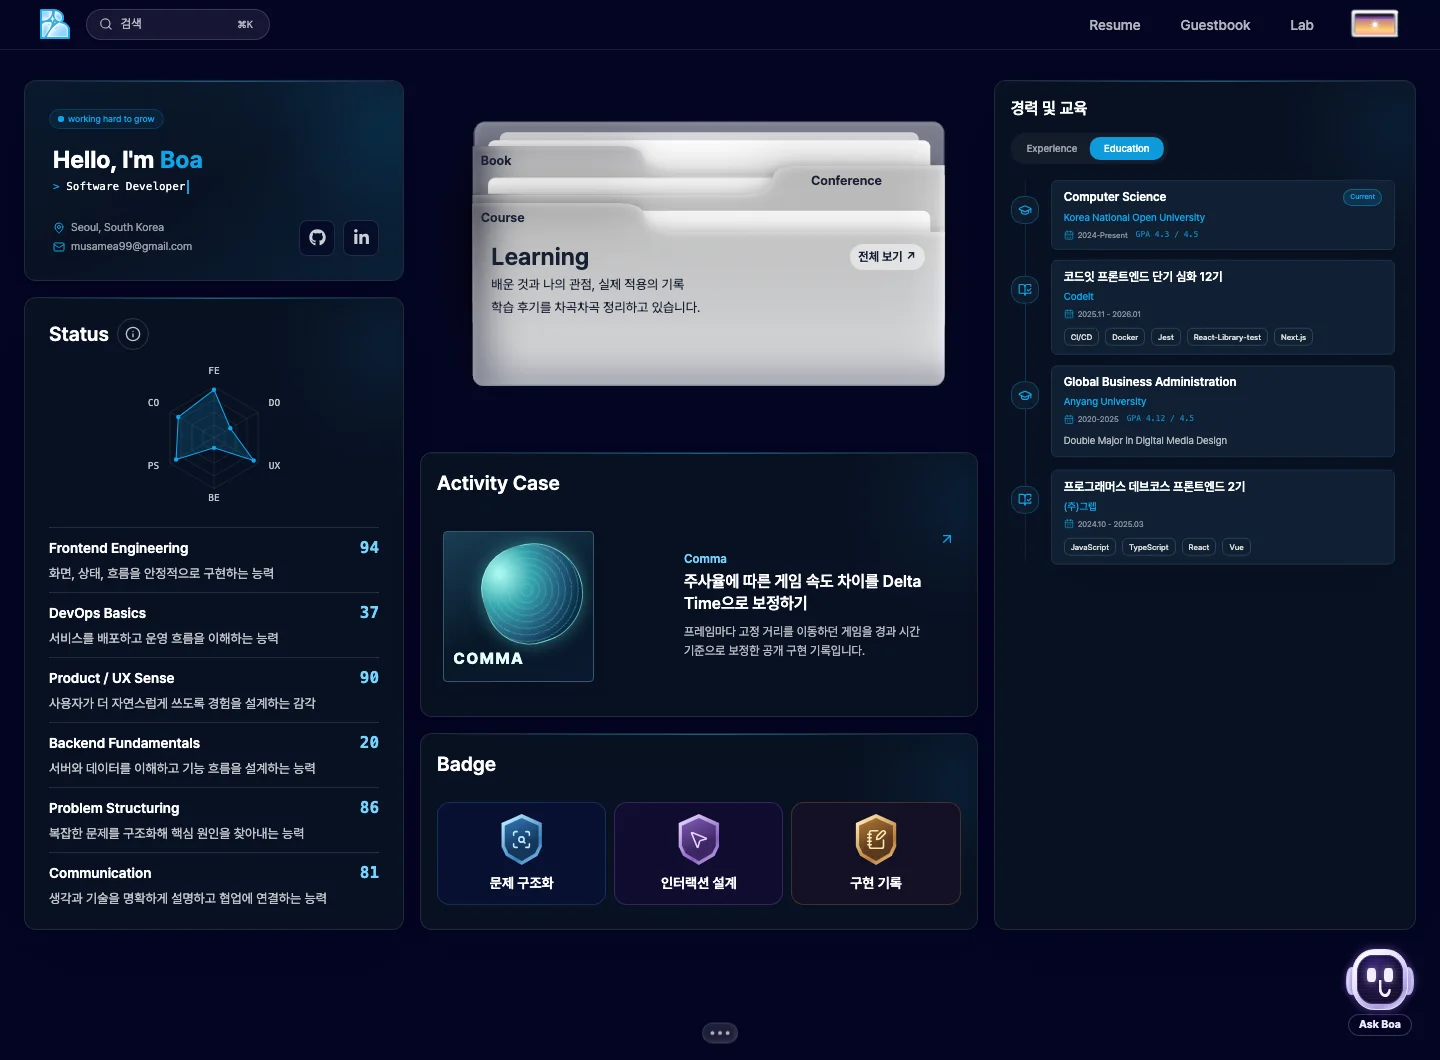 검색
⌘K
Resume
Guestbook
Lab
working hard to grow
Hello, I'm Boa
> Software Developer
Seoul, South Korea
musamea99@gmail.com
in
Status
FE
CO
DO
PS
UX
BE
Frontend Engineering
94
화면, 상태, 흐름을 안정적으로 구현하는 능력
DevOps Basics
37
서비스를 배포하고 운영 흐름을 이해하는 능력
Product / UX Sense
90
사용자가 더 자연스럽게 쓰도록 경험을 설계하는 감각
Backend Fundamentals
20
서버와 데이터를 이해하고 기능 흐름을 설계하는 능력
Problem Structuring
86
복잡한 문제를 구조화해 핵심 원인을 찾아내는 능력
Communication
81
생각과 기술을 명확하게 설명하고 협업에 연결하는 능력
Book
Conference
Course
Learning
전체 보기 ↗
배운 것과 나의 관점, 실제 적용의 기록
학습 후기를 차곡차곡 정리하고 있습니다.
Activity Case
COMMA
Comma
주사율에 따른 게임 속도 차이를 Delta
Time으로 보정하기
프레임마다 고정 거리를 이동하던 게임을 경과 시간
기준으로 보정한 공개 구현 기록입니다.
Badge
문제 구조화
인터랙션 설계
구현 기록
경력 및 교육
Experience
Education
Computer Science
Current
Korea National Open University
2024-Present GPA 4.3 / 4.5
코드잇 프론트엔드 단기 심화 12기
CodeIt
2025.11 - 2026.01
CI/CD
Docker
Jest
React-Library-test
Next.js
Global Business Administration
Anyang University
2020-2025 GPA 4.12 / 4.5
Double Major in Digital Media Design
프로그래머스 데브코스 프론트엔드 2기
(주)그렙
2024.10 - 2025.03
JavaScript
TypeScript
React
Vue
Ask Boa